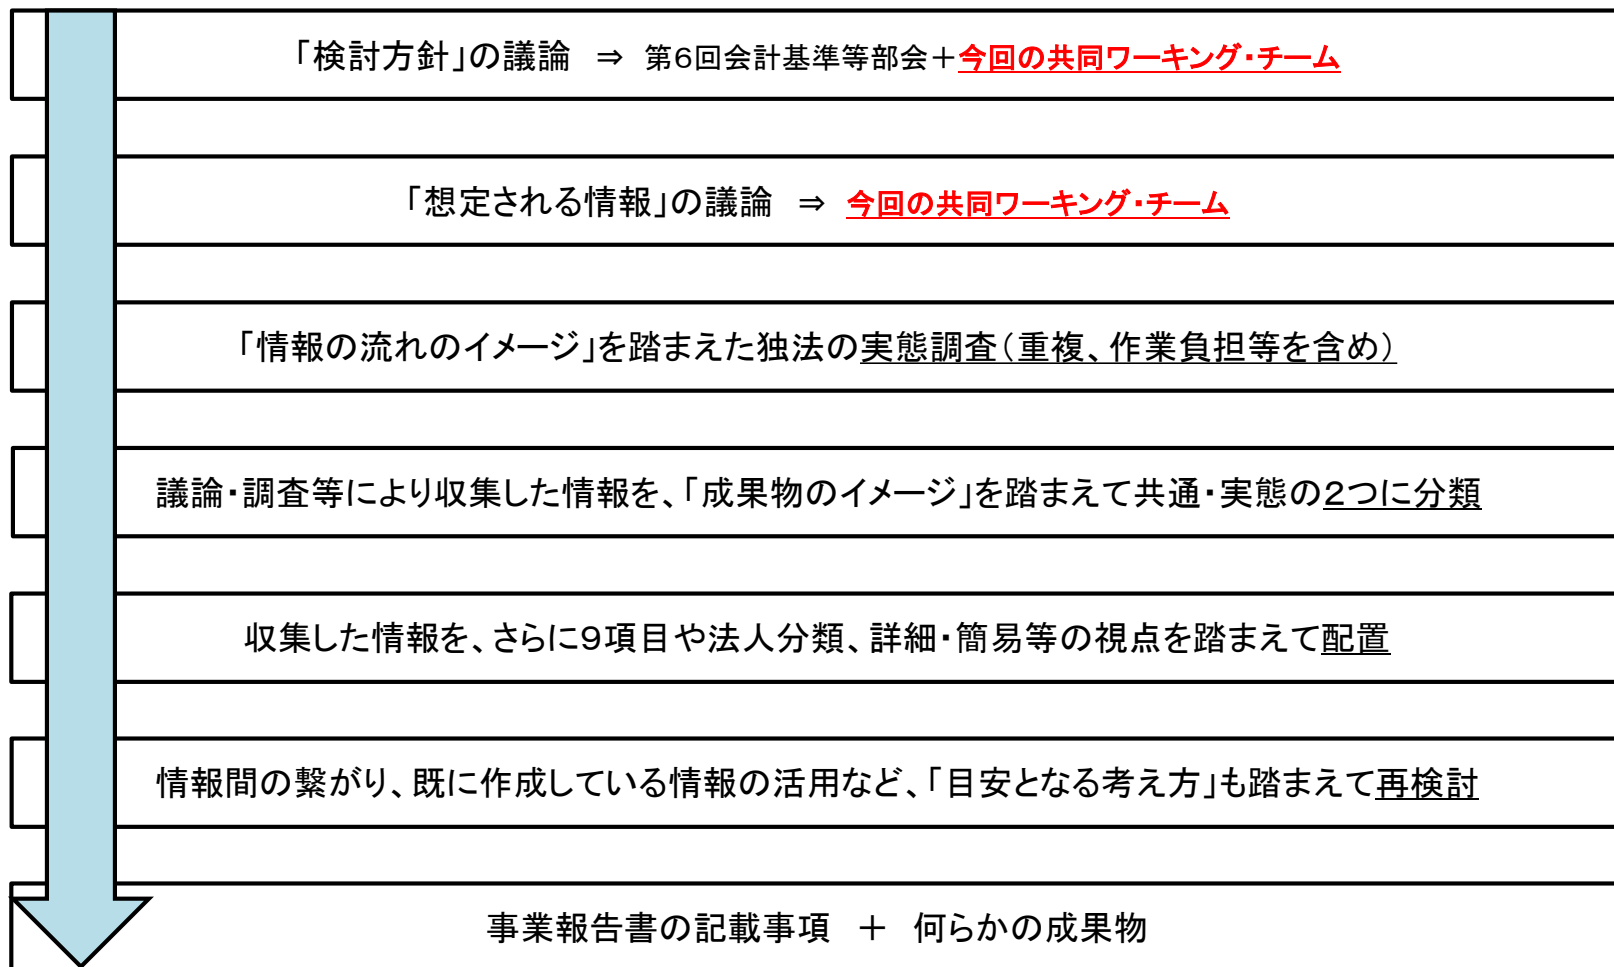 「検討方針」の議論 ⇒ 第6回会計基準等部会+今回の共同ワーキング・チーム
「想定される情報」の議論 ⇒ 今回の共同ワーキング・チーム
「情報の流れのイメージ」を踏まえた独法の実態調査(重複、作業負担等を含め)
議論・調査等により収集した情報を、「成果物のイメージ」を踏まえて共通・実態の2つに分類
収集した情報を、さらに9項目や法人分類、詳細・簡易等の視点を踏まえて配置
情報間の繋がり、既に作成している情報の活用など、「目安となる考え方」も踏まえて再検討
事業報告書の記載事項 + 何らかの成果物